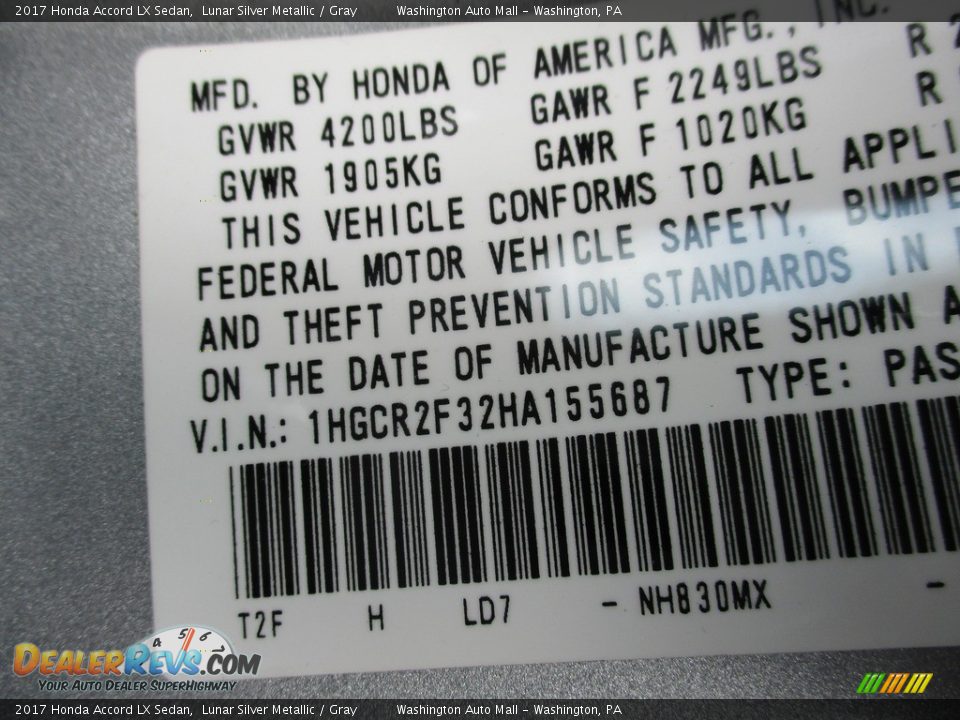 2017 Honda Accord LX Sedan, Lunar Silver Metallic / Gray Washington Auto Mall - Washington, PA
MFD. BY HONDA OF AMERICA MFG., INC.
GVWR 4200LBS GAWR F 2249LBS R
GVWR 1905KG GAWR F 1020KG R
THIS VEHICLE CONFORMS TO ALL APPLI
FEDERAL MOTOR VEHICLE SAFETY, BUMPE
AND THEFT PREVENTION STANDARDS IN
ON THE DATE OF MANUFACTURE SHOWN A
V.I.N.: 1HGCR2F32HA155687 TYPE: PAS
T2F H LD7 - NH830MX -
4 5 6 7
DEALERREVS.COM
YOUR AUTO DEALER SUPERHIGHWAY
2017 Honda Accord LX Sedan, Lunar Silver Metallic / Gray Washington Auto Mall - Washington, PA